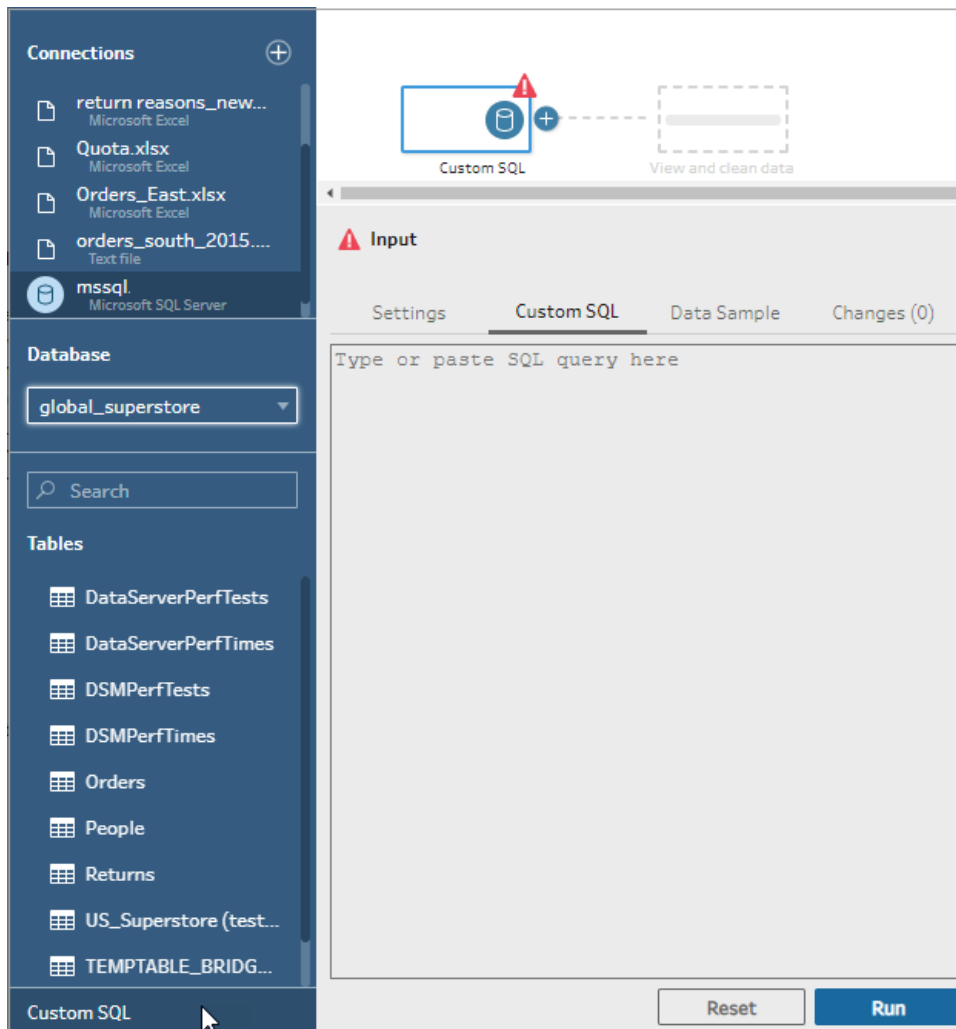 Connections
return reasons_new...
Microsoft Excel
Quota.xlsx
Microsoft Excel
Orders_East.xlsx
Microsoft Excel
orders_south_2015....
Text file
mssql.
Microsoft SQL Server
Database
global_superstore
Search
Tables
DataServerPerfTests
DataServerPerfTimes
DSMPerfTests
DSMPerfTimes
Orders
People
Returns
US_Superstore (test...
TEMPTABLE_BRIDG...
Custom SQL
Custom SQL
View and clean data
Input
Settings
Custom SQL
Data Sample
Changes (0)
Type or paste SQL query here
Reset
Run